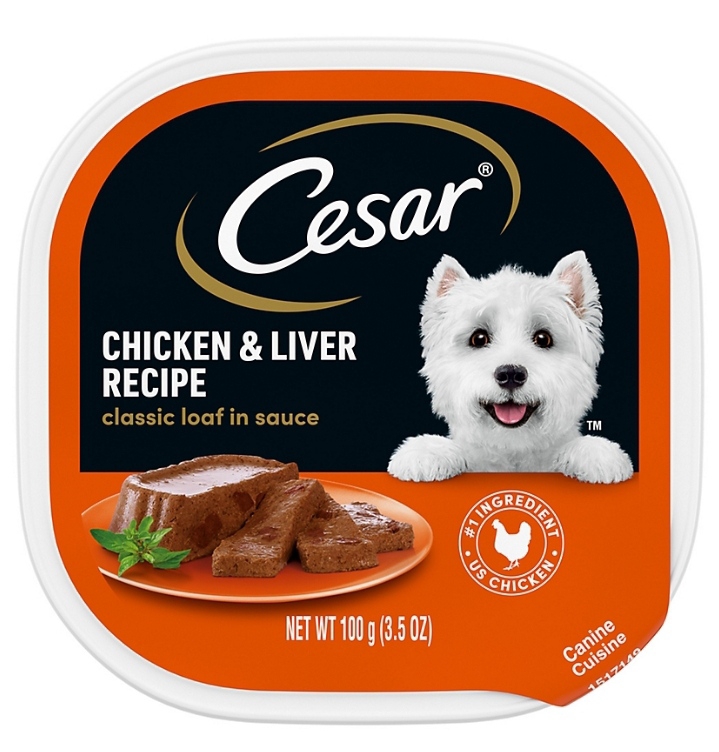 Cesar®
CHICKEN & LIVER
RECIPE
classic loaf in sauce
TM
#1 INGREDIENT
• US CHICKEN •
NET WT 100 g (3.5 OZ)
Canine
Cuisine